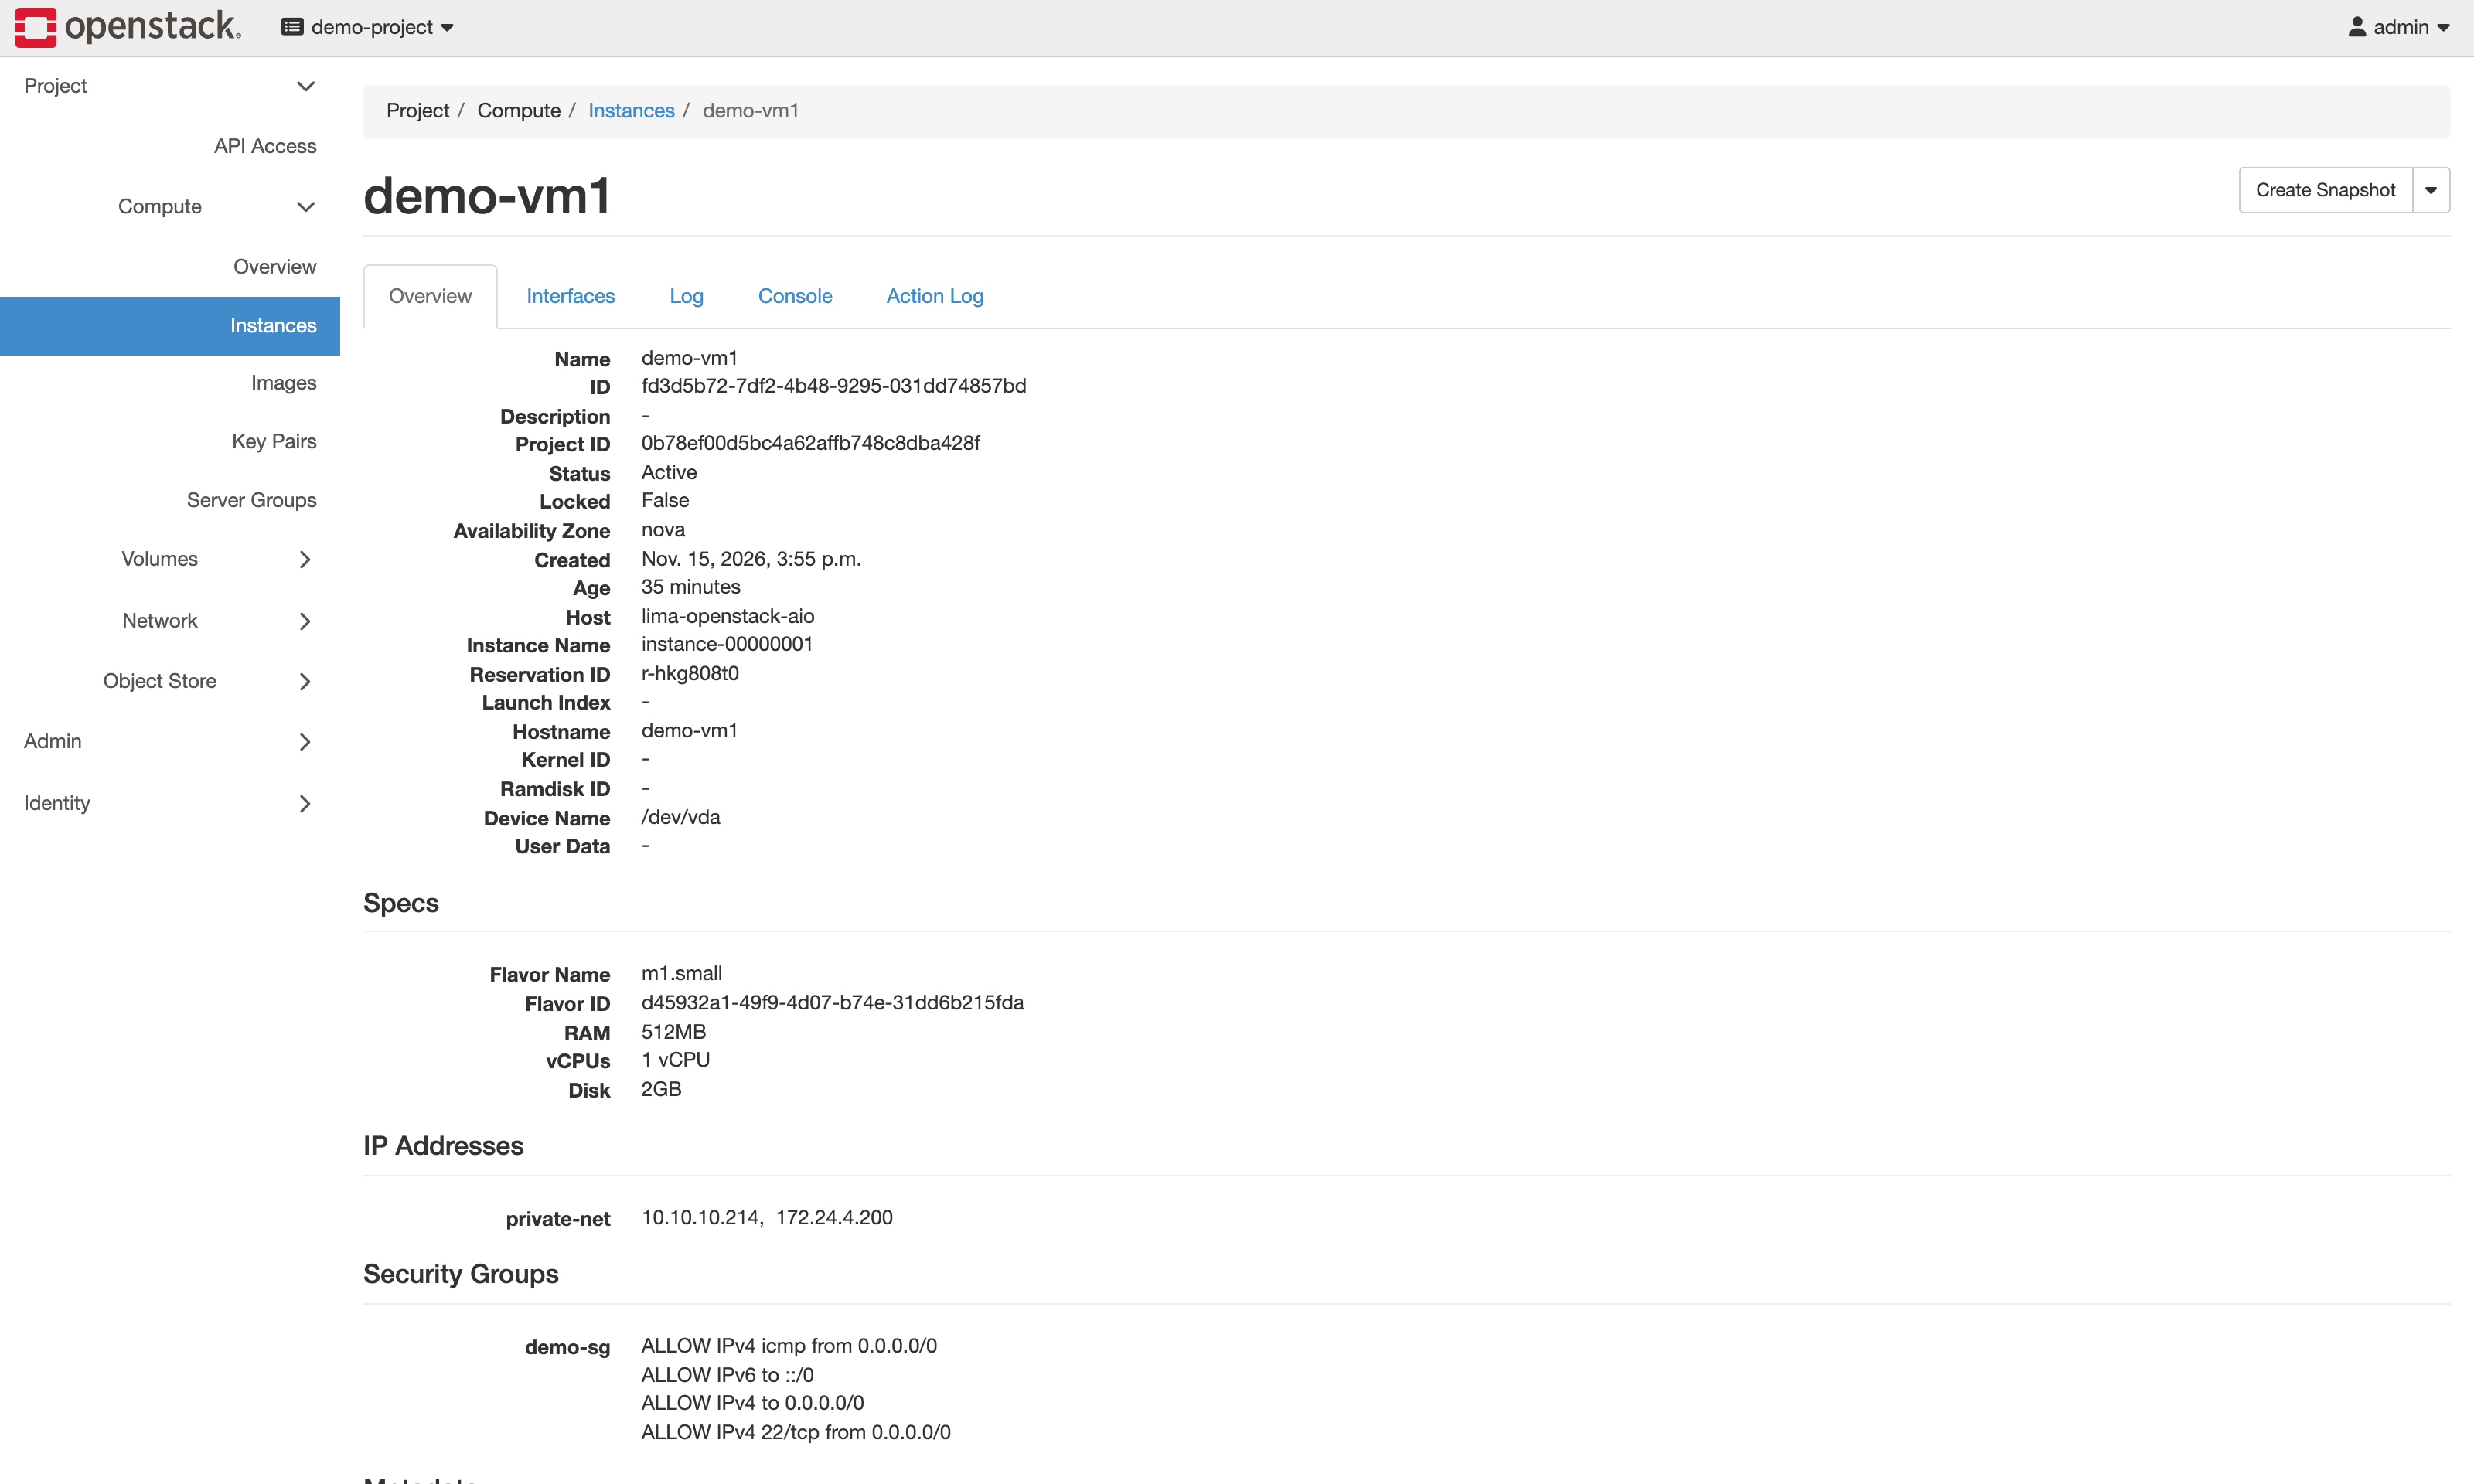 openstack.
demo-project
admin
Project
API Access
Compute
Overview
Instances
Images
Key Pairs
Server Groups
Volumes
Network
Object Store
Admin
Identity
Project / Compute / Instances / demo-vm1
demo-vm1
Create Snapshot
Overview Interfaces Log Console Action Log
Name demo-vm1
ID fd3d5b72-7df2-4b48-9295-031dd74857bd
Description -
Project ID 0b78ef00d5bc4a62affb748c8dba428f
Status Active
Locked False
Availability Zone nova
Created Nov. 15, 2026, 3:55 p.m.
Age 35 minutes
Host lima-openstack-aio
Instance Name instance-00000001
Reservation ID r-hkg808t0
Launch Index -
Hostname demo-vm1
Kernel ID -
Ramdisk ID -
Device Name /dev/vda
User Data -
Specs
Flavor Name m1.small
Flavor ID d45932a1-49f9-4d07-b74e-31dd6b215fda
RAM 512MB
vCPUs 1 vCPU
Disk 2GB
IP Addresses
private-net 10.10.10.214, 172.24.4.200
Security Groups
demo-sg ALLOW IPv4 icmp from 0.0.0.0/0
ALLOW IPv6 to ::/0
ALLOW IPv4 to 0.0.0.0/0
ALLOW IPv4 22/tcp from 0.0.0.0/0